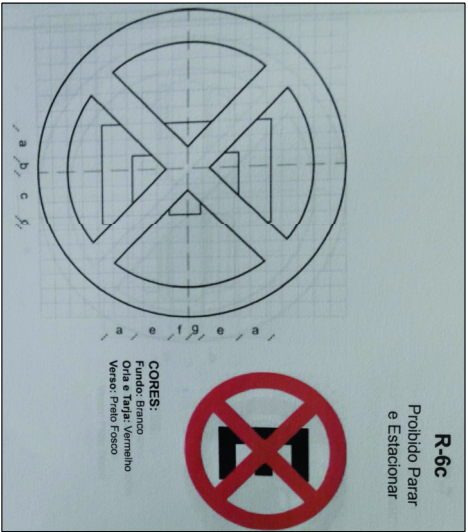 R-6c
Proibido Parar
e Estacionar
a b c
a e f g e a
CORES:
Fundo: Branco
Orla e Tarja: Vermelho
Verso: Preto Fosco